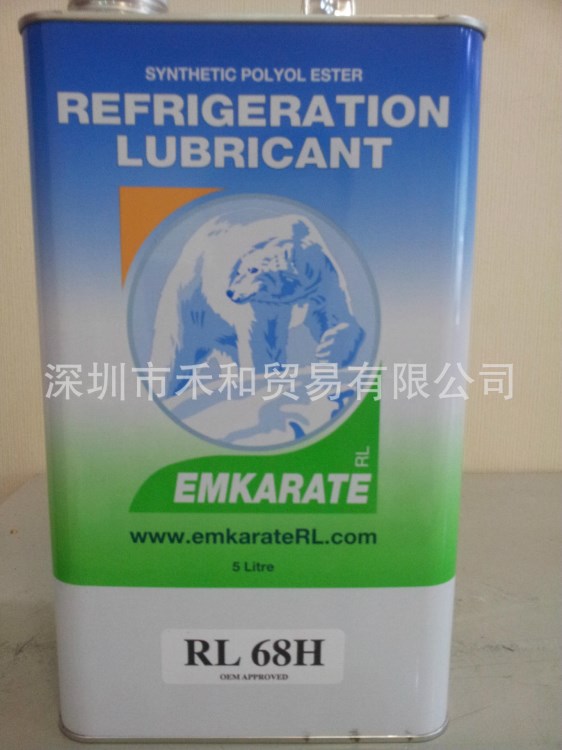 SYNTHETIC POLYOL ESTER
REFRIGERATION
LUBRICANT
深圳市禾和贸易有限公司
EMKARATE RL
www.emkarateRL.com
5 Litre
RL 68H
OEM APPROVED